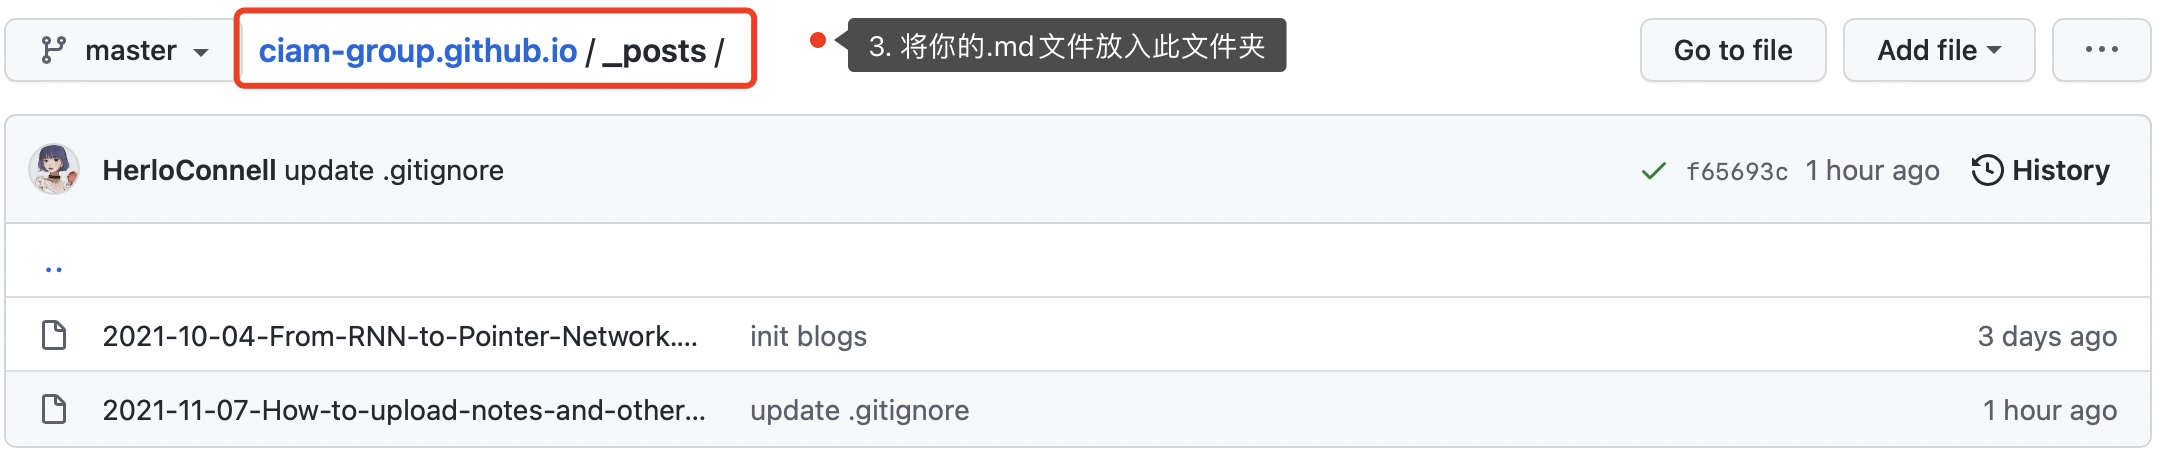 master ciam-group.github.io / _posts / 3. 将你的.md文件放入此文件夹 Go to file Add file ...
HerloConnell update .gitignore f65693c 1 hour ago History
..
2021-10-04-From-RNN-to-Pointer-Network.... init blogs 3 days ago
2021-11-07-How-to-upload-notes-and-other... update .gitignore 1 hour ago